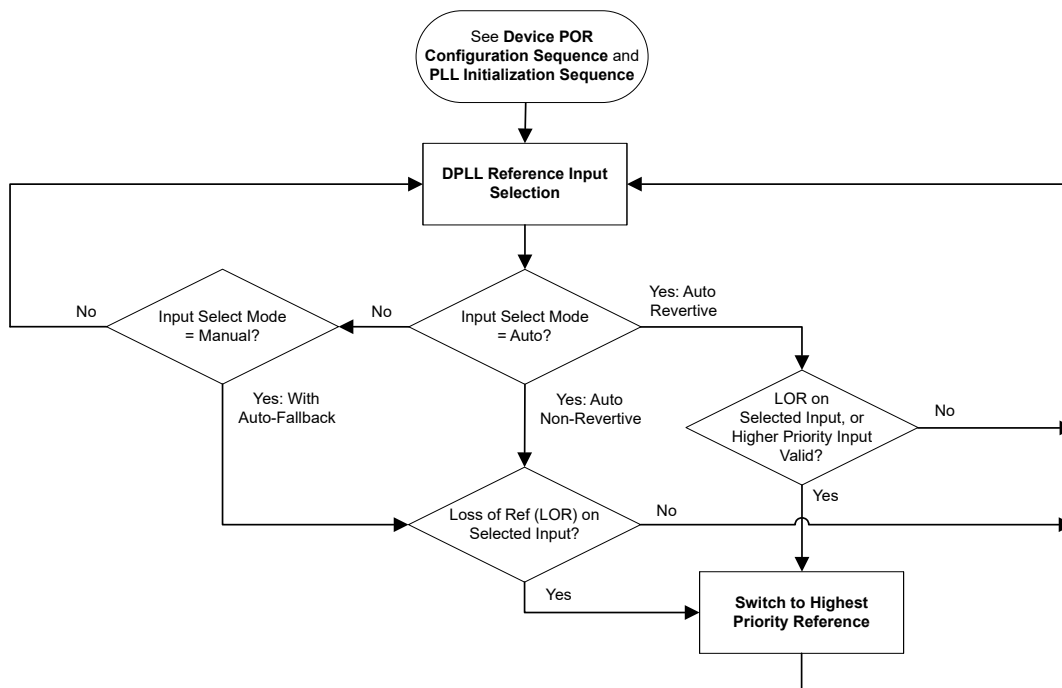 See Device POR
Configuration Sequence and
PLL Initialization Sequence
DPLL Reference Input
Selection
No
Input Select Mode
= Manual?
No
Input Select Mode
= Auto?
Yes: Auto
Revertive
Yes: With
Auto-Fallback
Yes: Auto
Non-Revertive
LOR on
Selected Input, or
Higher Priority Input
Valid?
No
Yes
Loss of Ref (LOR) on
Selected Input?
No
Yes
Switch to Highest
Priority Reference